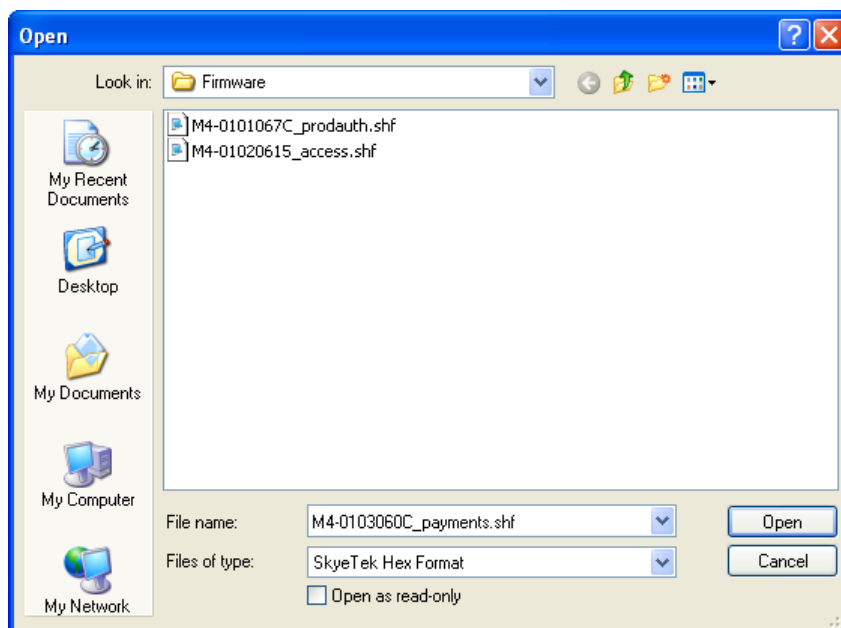 Open
Look in:
Firmware
M4-0101067C_prodauth.shf
M4-01020615_access.shf
My Recent
Documents
Desktop
My Documents
My Computer
My Network
File name:
M4-0103060C_payments.shf
Open
Files of type:
SkyeTek Hex Format
Cancel
Open as read-only